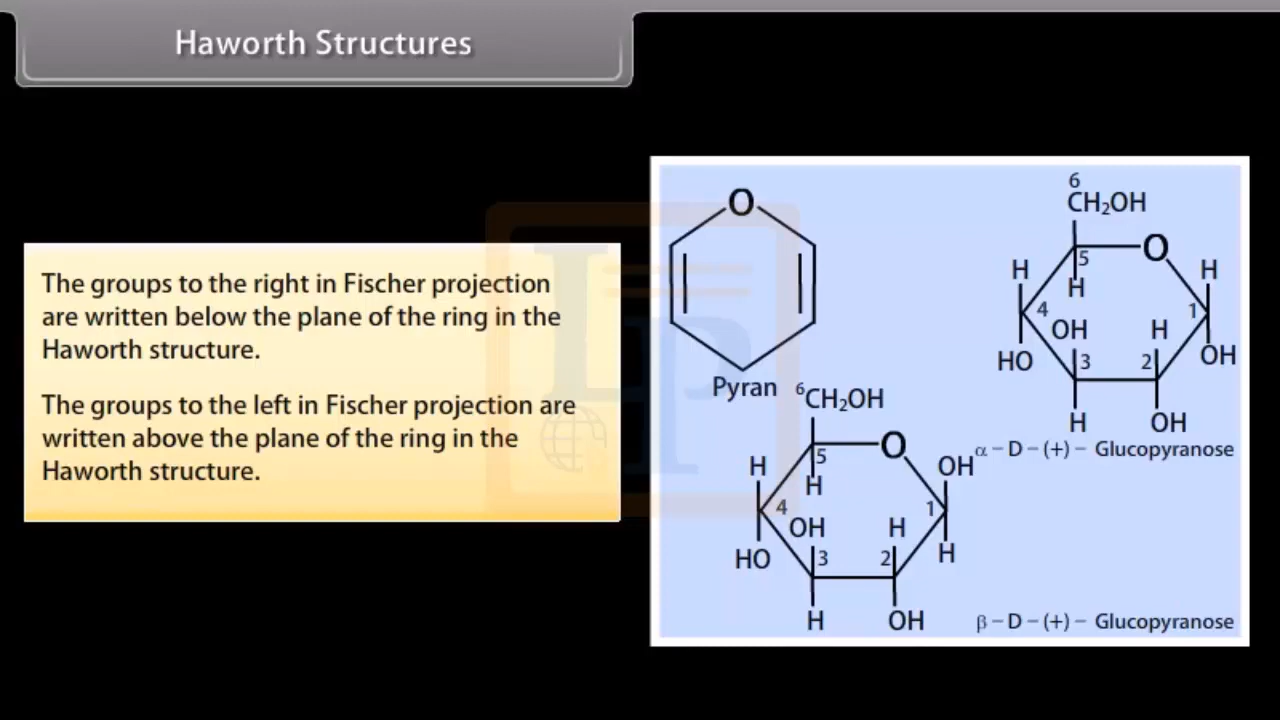 Haworth Structures
The groups to the right in Fischer projection
are written below the plane of the ring in the
Haworth structure.
The groups to the left in Fischer projection are
written above the plane of the ring in the
Haworth structure.
O
Pyran
6
CH₂OH
5
O
H
H
H
4
1
OH
H
HO
3
2
OH
H
OH
α – D – (+) – Glucopyranose
⁶CH₂OH
5
O
H
OH
H
4
1
OH
H
HO
3
2
H
H
OH
β – D – (+) – Glucopyranose